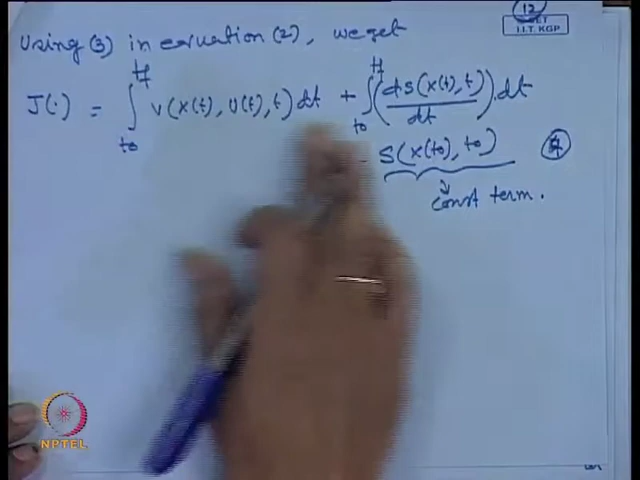 12
I.I.T. KGP
Using (3) in equation (2), we get
J(.) = ∫_{t0}^{tf} V(x(t), u(t), t) dt + ∫_{t0}^{tf} (dS(x(t), t)/dt) . dt
S(x(t0), t0) (4)
const term.
NPTEL